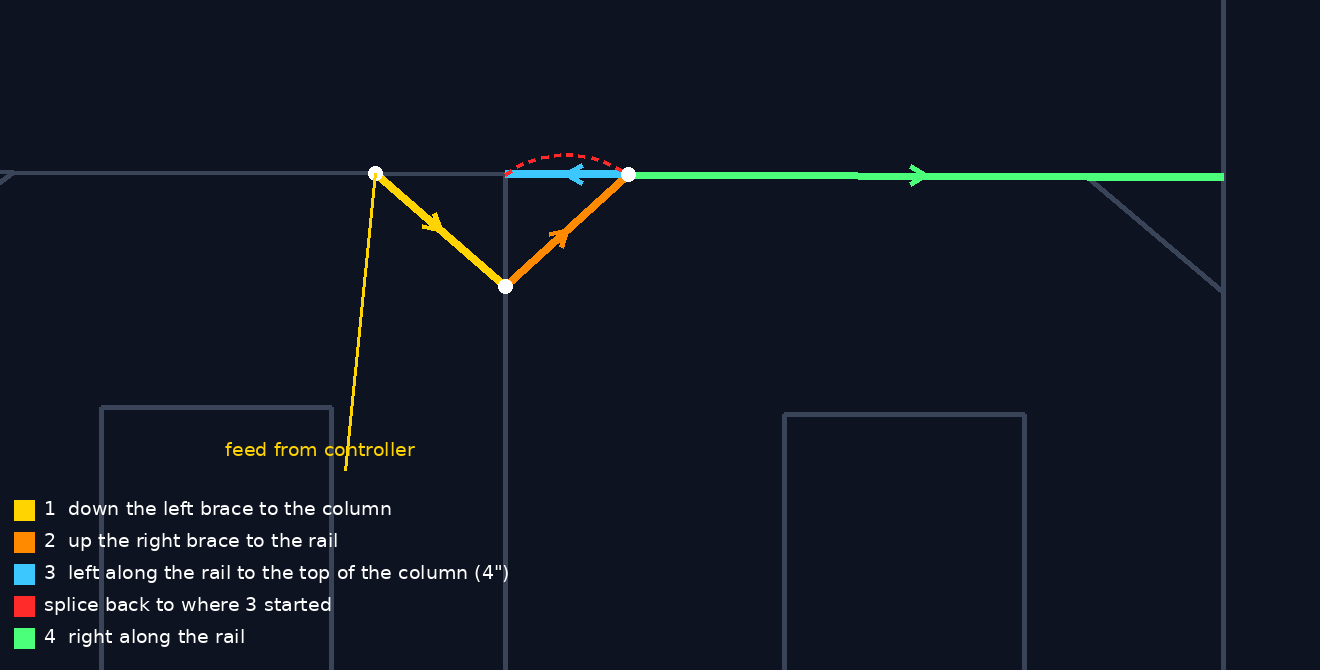 feed from controller
1  down the left brace to the column
2  up the right brace to the rail
3  left along the rail to the top of the column (4")
splice back to where 3 started
4  right along the rail